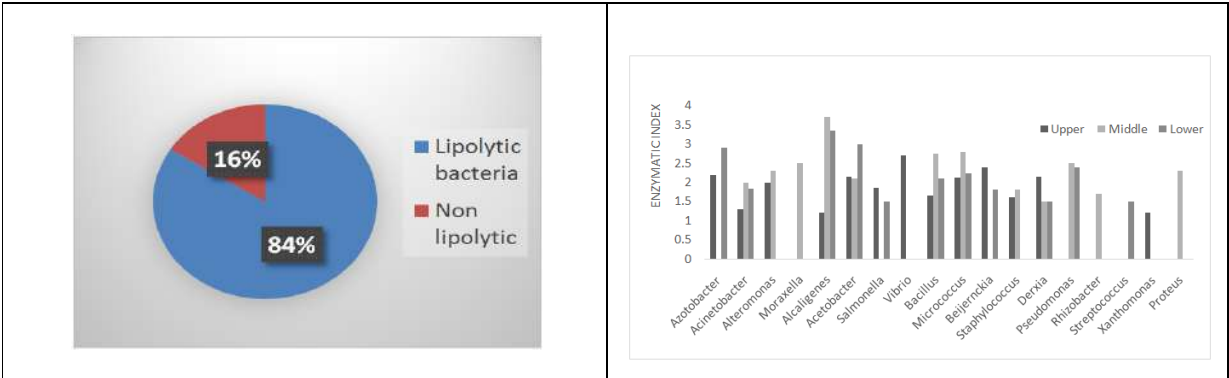 16%
84%
Lipolytic
bacteria
Non
lipolytic
ENZYMATIC INDEX
4
3.5
3
2.5
2
1.5
1
0.5
0
Upper Middle Lower
Azotobacter
Acinetobacter
Alteromonas
Moraxella
Alcaligenes
Acetobacter
Salmonella
Vibrio
Bacillus
Micrococcus
Beijernckia
Staphylococcus
Derxia
Pseudomonas
Rhizobacter
Streptococcus
Xanthomonas
Proteus